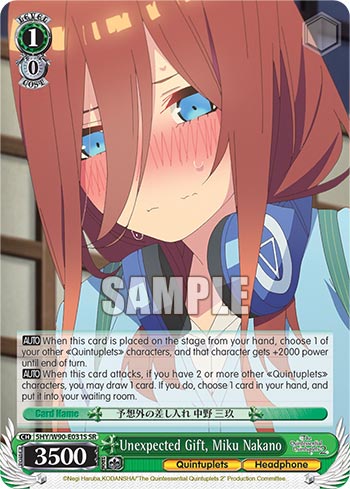 LEVEL
1
0
COST
SAMPLE
AUTO When this card is placed on the stage from your hand, choose 1 of
your other «Quintuplets» characters, and that character gets +2000 power
until end of turn.
AUTO When this card attacks, if you have 2 or more other «Quintuplets»
characters, you may draw 1 card. If you do, choose 1 card in your hand, and
put it into your waiting room.
Card Name
予想外の差し入れ 中野 三玖
CH
5HY/W90-E031S SR
Unexpected Gift, Miku Nakano
POWER
3500
Quintuplets
Headphone
©Negi Haruba,KODANSHA/"The Quintessential Quintuplets 2" Production Committee.